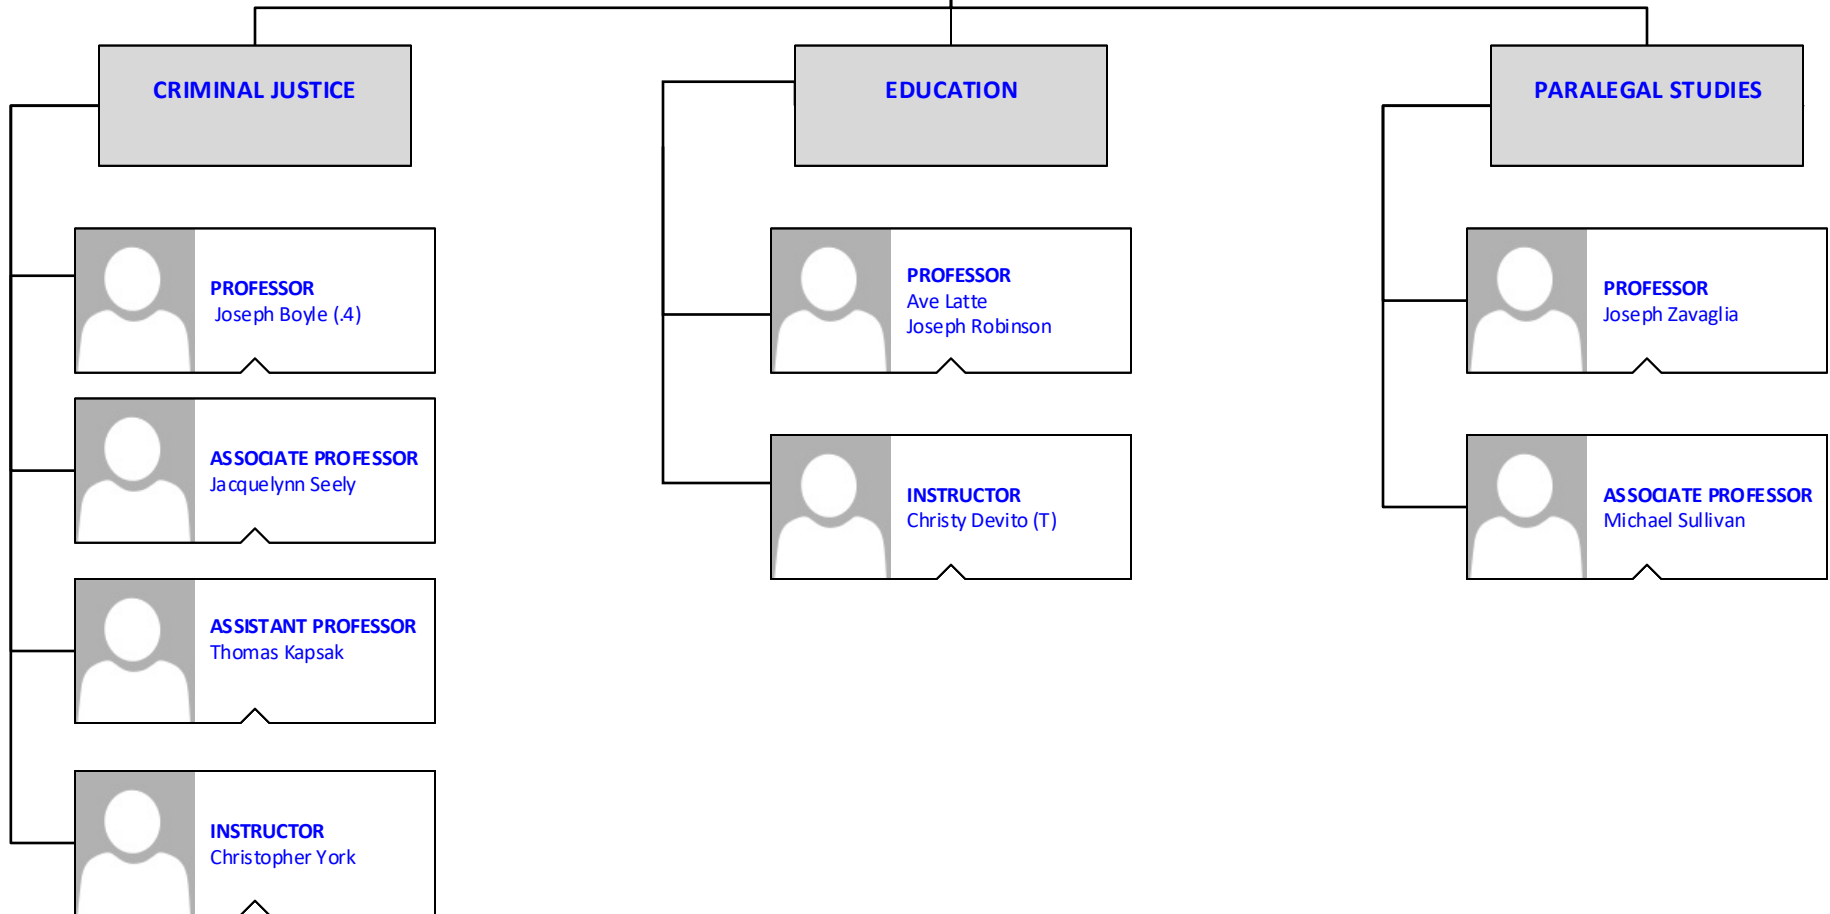 CRIMINAL JUSTICE
PROFESSOR
Joseph Boyle (.4)
ASSOCIATE PROFESSOR
Jacquelynn Seely
ASSISTANT PROFESSOR
Thomas Kapsak
INSTRUCTOR
Christopher York
EDUCATION
PROFESSOR
Ave Latte
Joseph Robinson
INSTRUCTOR
Christy Devito (T)
PARALEGAL STUDIES
PROFESSOR
Joseph Zavaglia
ASSOCIATE PROFESSOR
Michael Sullivan